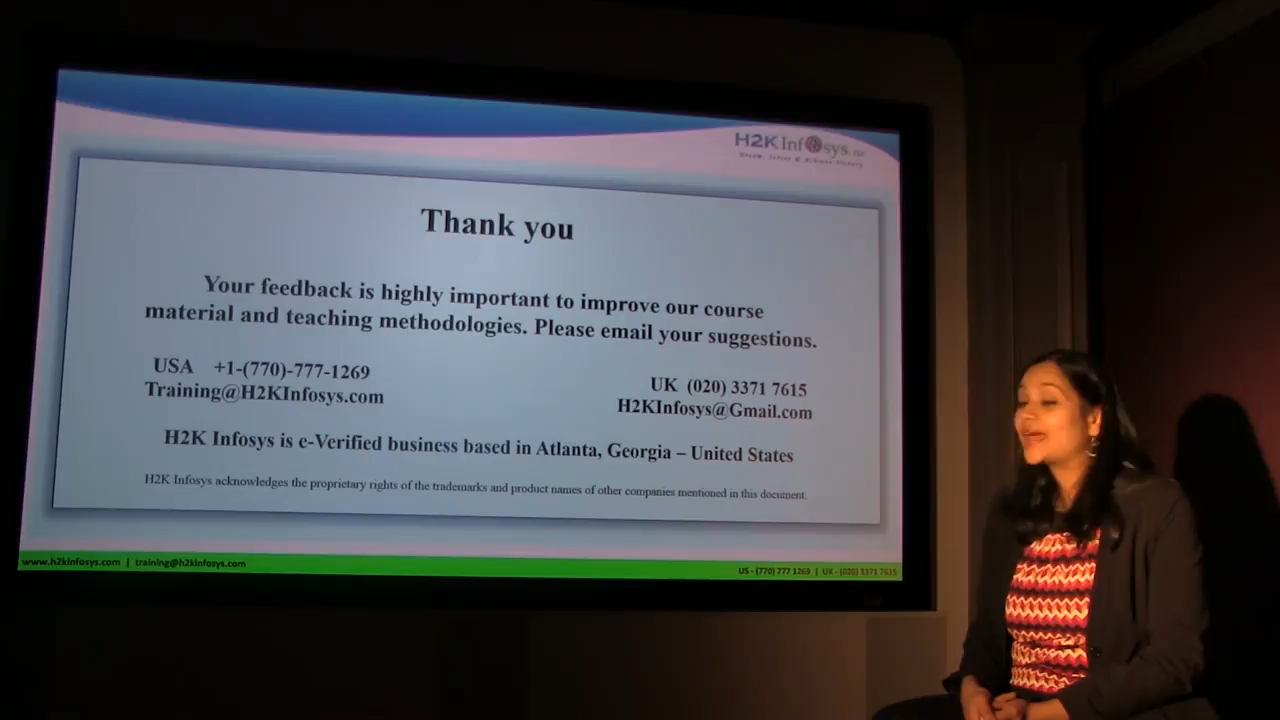 H2K Infosys
Thank you
Your feedback is highly important to improve our course
material and teaching methodologies. Please email your suggestions.
USA +1-(770)-777-1269
Training@H2KInfosys.com
UK (020) 3371 7615
H2KInfosys@Gmail.com
H2K Infosys is e-Verified business based in Atlanta, Georgia – United States
H2K Infosys acknowledges the proprietary rights of the trademarks and product names of other companies mentioned in this document.
www.h2kinfosys.com | training@h2kinfosys.com
US - (770) 777 1269 | UK - (020) 3371 7615